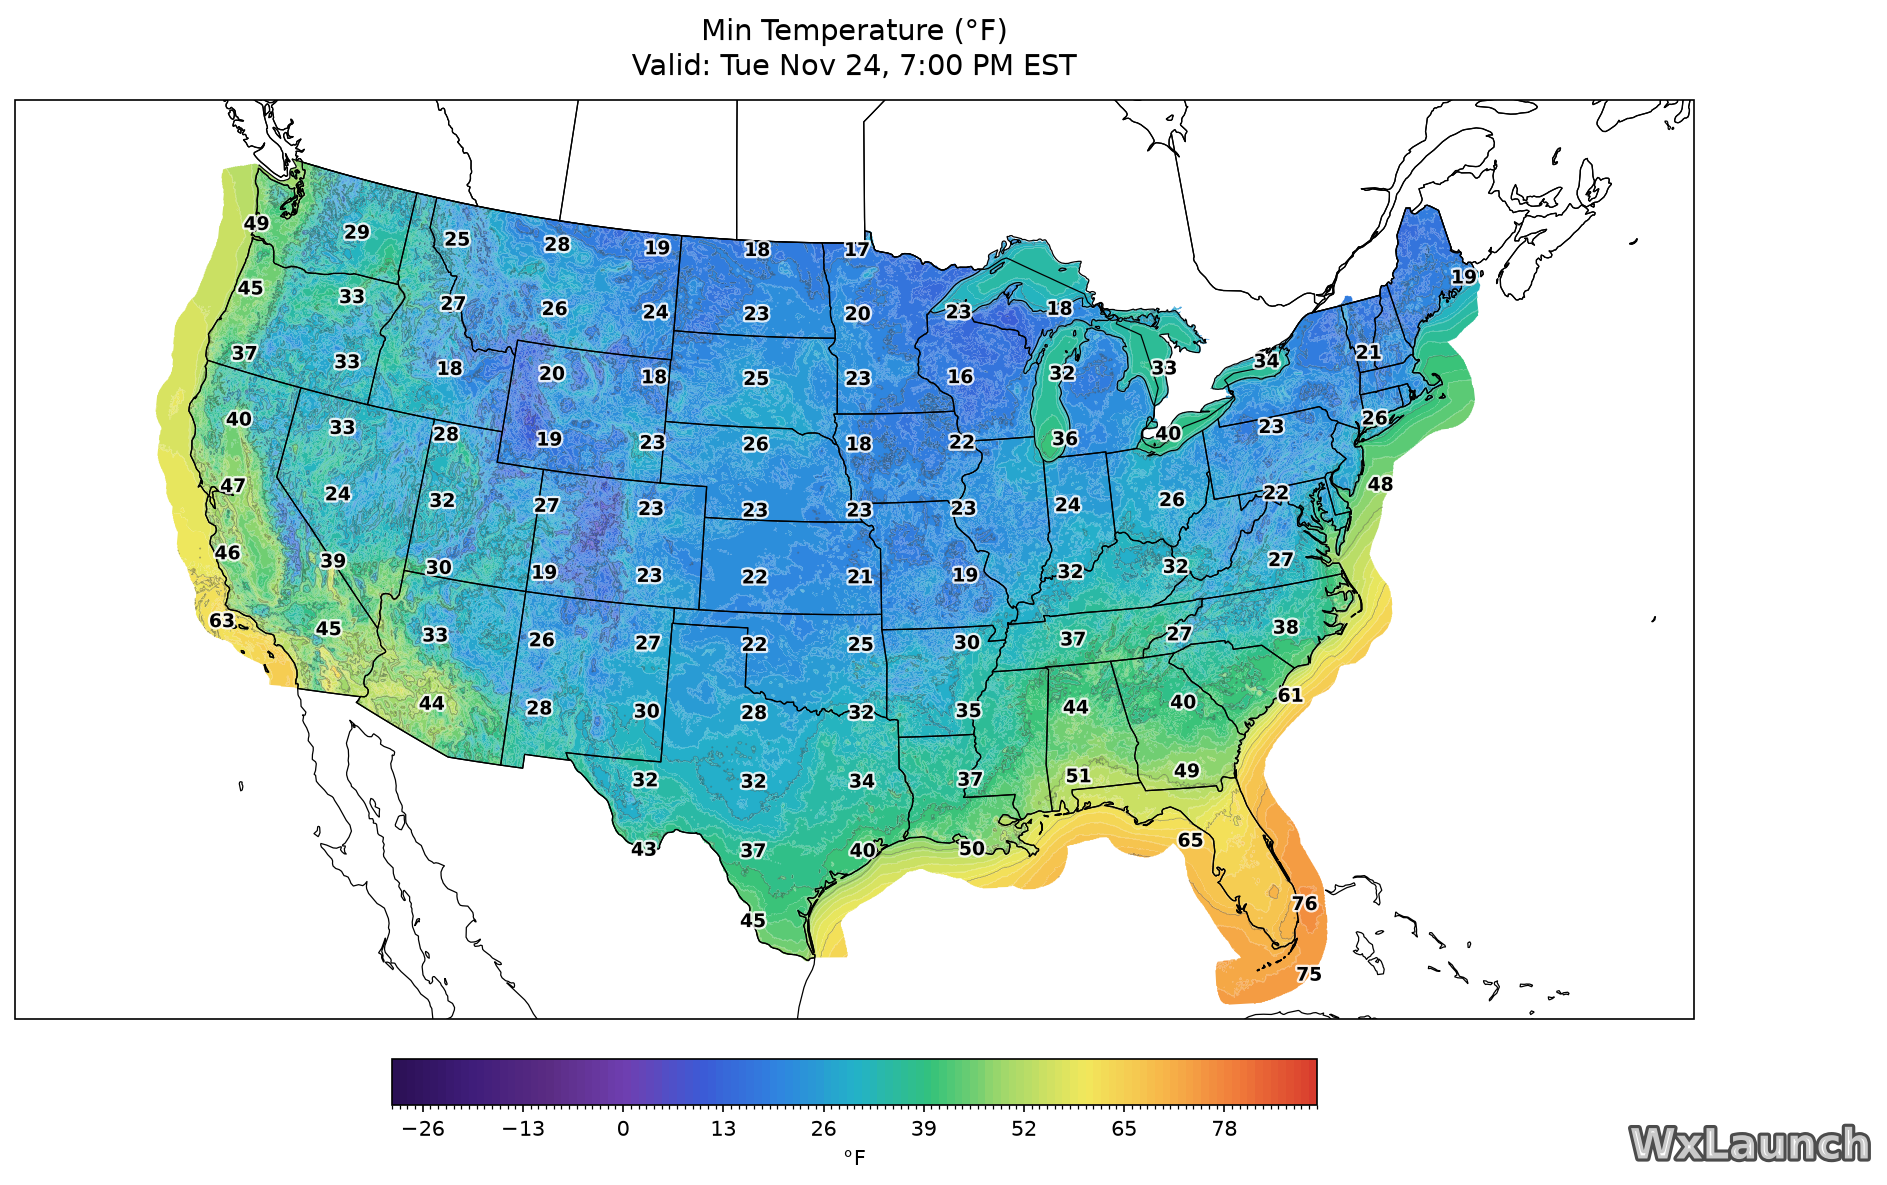 Min Temperature (°F)
Valid: Tue Nov 24, 7:00 PM EST
49 29 25 28 19 18 17
45 33 27 26 24 23 20 23 18 19
37 33 18 20 18 25 23 16 32 33 34 21
40 33 28 19 23 26 18 22 36 40 23 26
47 24 32 27 23 23 23 23 24 26 22 48
46 39 30 19 23 22 21 19 32 32 27
63 45 33 26 27 22 25 30 37 27 38
44 28 30 28 32 35 44 40 61
32 32 34 37 51 49
43 37 40 50 65
45 76
75
−26 −13 0 13 26 39 52 65 78
°F
WxLaunch